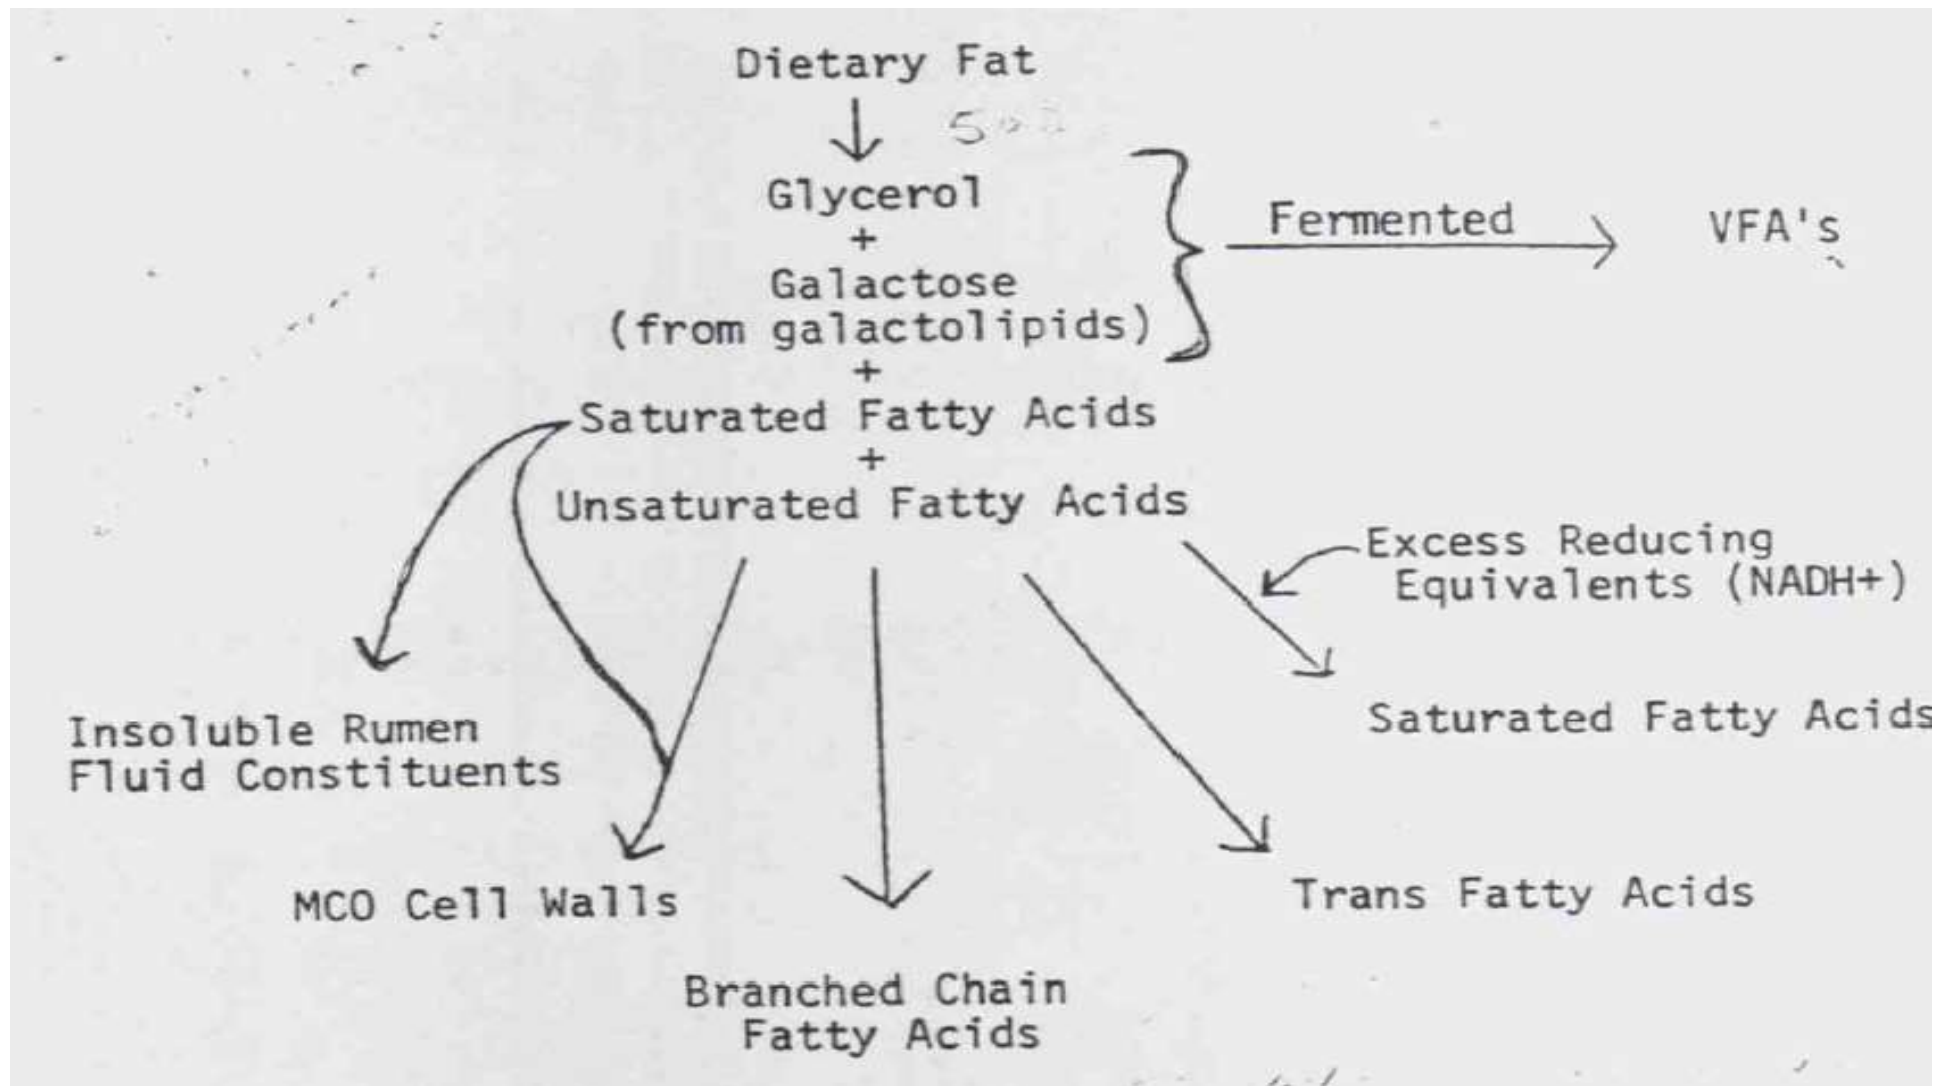 Dietary Fat
Glycerol
+
Galactose
(from galactolipids)
+
Saturated Fatty Acids
+
Unsaturated Fatty Acids
Fermented
VFA's
Excess Reducing
Equivalents (NADH+)
Saturated Fatty Acids
Insoluble Rumen
Fluid Constituents
MCO Cell Walls
Trans Fatty Acids
Branched Chain
Fatty Acids